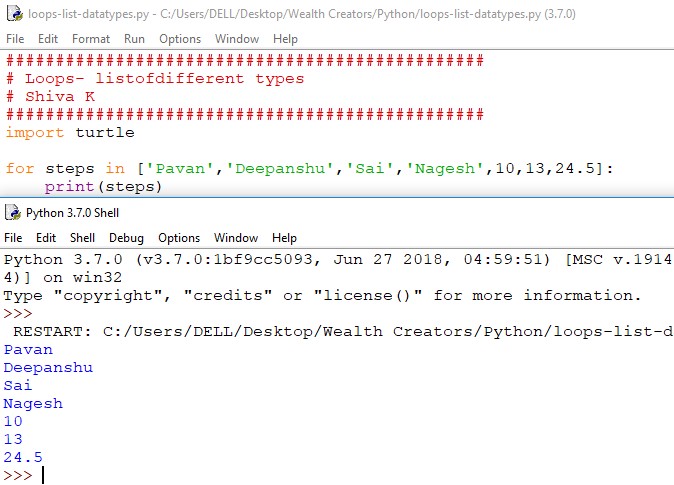 loops-list-datatypes.py - C:/Users/DELL/Desktop/Wealth Creators/Python/loops-list-datatypes.py (3.7.0)
File Edit Format Run Options Window Help
################################################
# Loops- listofdifferent types
# Shiva K
################################################
import turtle

for steps in ['Pavan','Deepanshu','Sai','Nagesh',10,13,24.5]:
    print(steps)
Python 3.7.0 Shell
File Edit Shell Debug Options Window Help
Python 3.7.0 (v3.7.0:1bf9cc5093, Jun 27 2018, 04:59:51) [MSC v.1914
4)] on win32
Type "copyright", "credits" or "license()" for more information.
>>>
 RESTART: C:/Users/DELL/Desktop/Wealth Creators/Python/loops-list-d
Pavan
Deepanshu
Sai
Nagesh
10
13
24.5
>>>